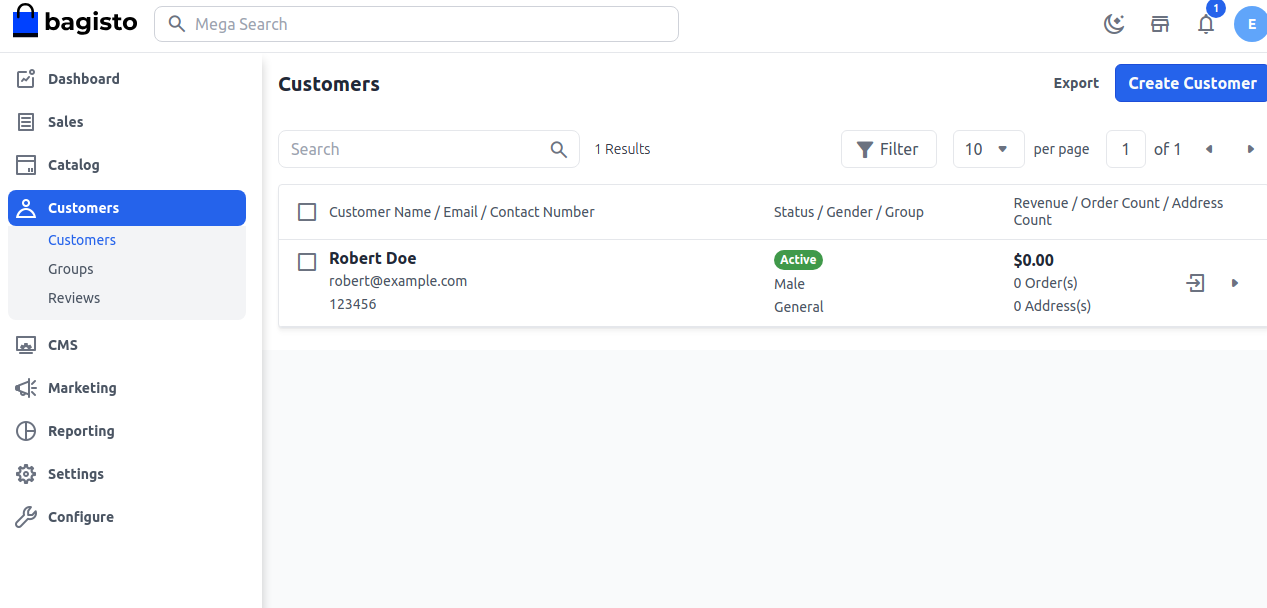 bagisto
Mega Search
1
E
Dashboard
Sales
Catalog
Customers
Customers
Groups
Reviews
CMS
Marketing
Reporting
Settings
Configure
Customers
Export
Create Customer
Search
1 Results
Filter
10
per page
1
of 1
Customer Name / Email / Contact Number
Status / Gender / Group
Revenue / Order Count / Address
Count
Robert Doe
robert@example.com
123456
Active
Male
General
$0.00
0 Order(s)
0 Address(s)